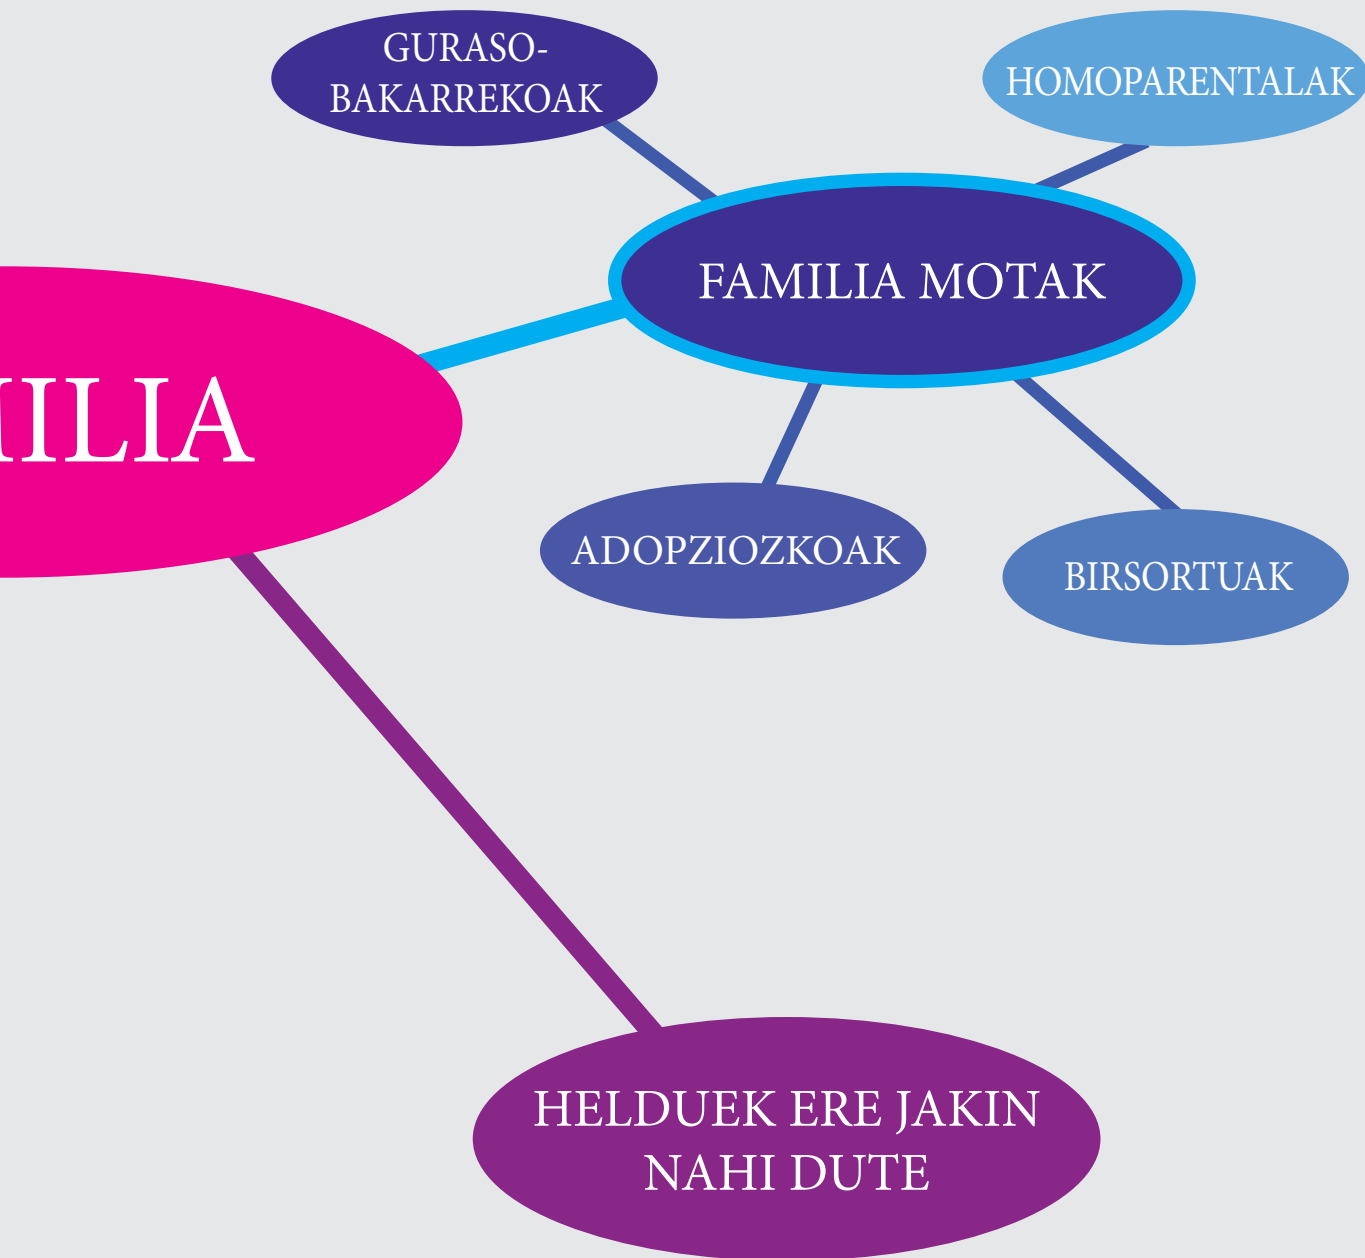 GURASO-
BAKARREKOAK
HOMOPARENTALAK
FAMILIA MOTAK
ILIA
ADOPZIOZKOAK
BIRSORTUAK
HELDUEK ERE JAKIN
NAHI DUTE